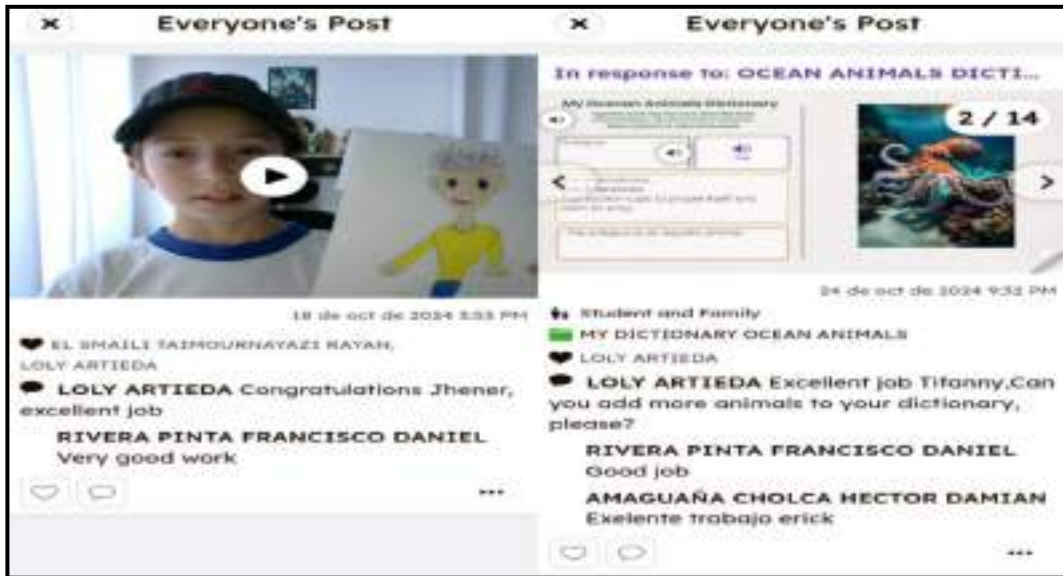 Everyone's Post
18 de oct de 2024 3:53 PM
EL SMAILI TAIMOURNAYAZI RAYAN,
LOLY ARTIEDA
LOLY ARTIEDA Congratulations Jhener,
excellent job
RIVERA PINTA FRANCISCO DANIEL
Very good work
Everyone's Post
In response to: OCEAN ANIMALS DICTI...
My Ocean Animals Dictionary
2 / 14
24 de oct de 2024 9:32 PM
Student and Family
MY DICTIONARY OCEAN ANIMALS
LOLY ARTIEDA
LOLY ARTIEDA Excellent job Tifanny,Can
you add more animals to your dictionary,
please?
RIVERA PINTA FRANCISCO DANIEL
Good job
AMAGUAÑA CHOLCA HECTOR DAMIAN
Exelente trabajo erick